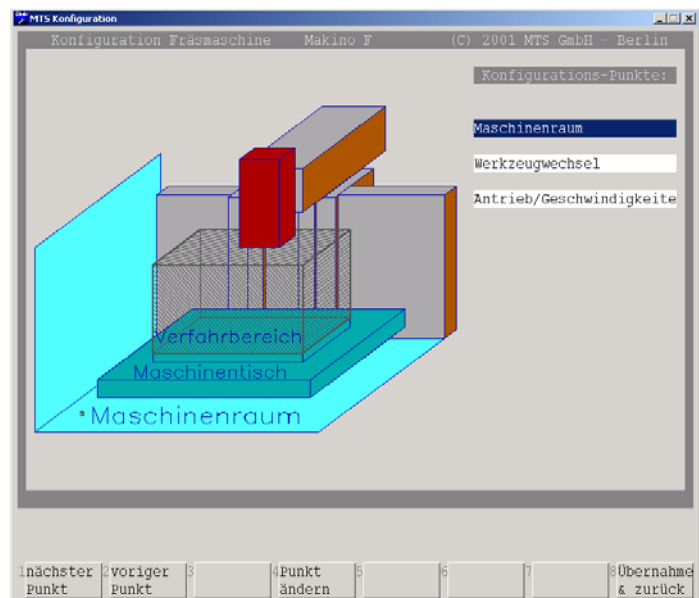 MTS Konfiguration
Konfiguration Fräsmaschine Makino F (C) 2001 MTS GmbH - Berlin
Konfigurations-Punkte:
Maschinenraum
Werkzeugwechsel
Antrieb/Geschwindigkeite
Verfahrbereich
Maschinentisch
Maschinenraum
1 nächster Punkt
2 voriger Punkt
3
4 Punkt ändern
5
6
7
8 Übernahme & zurück